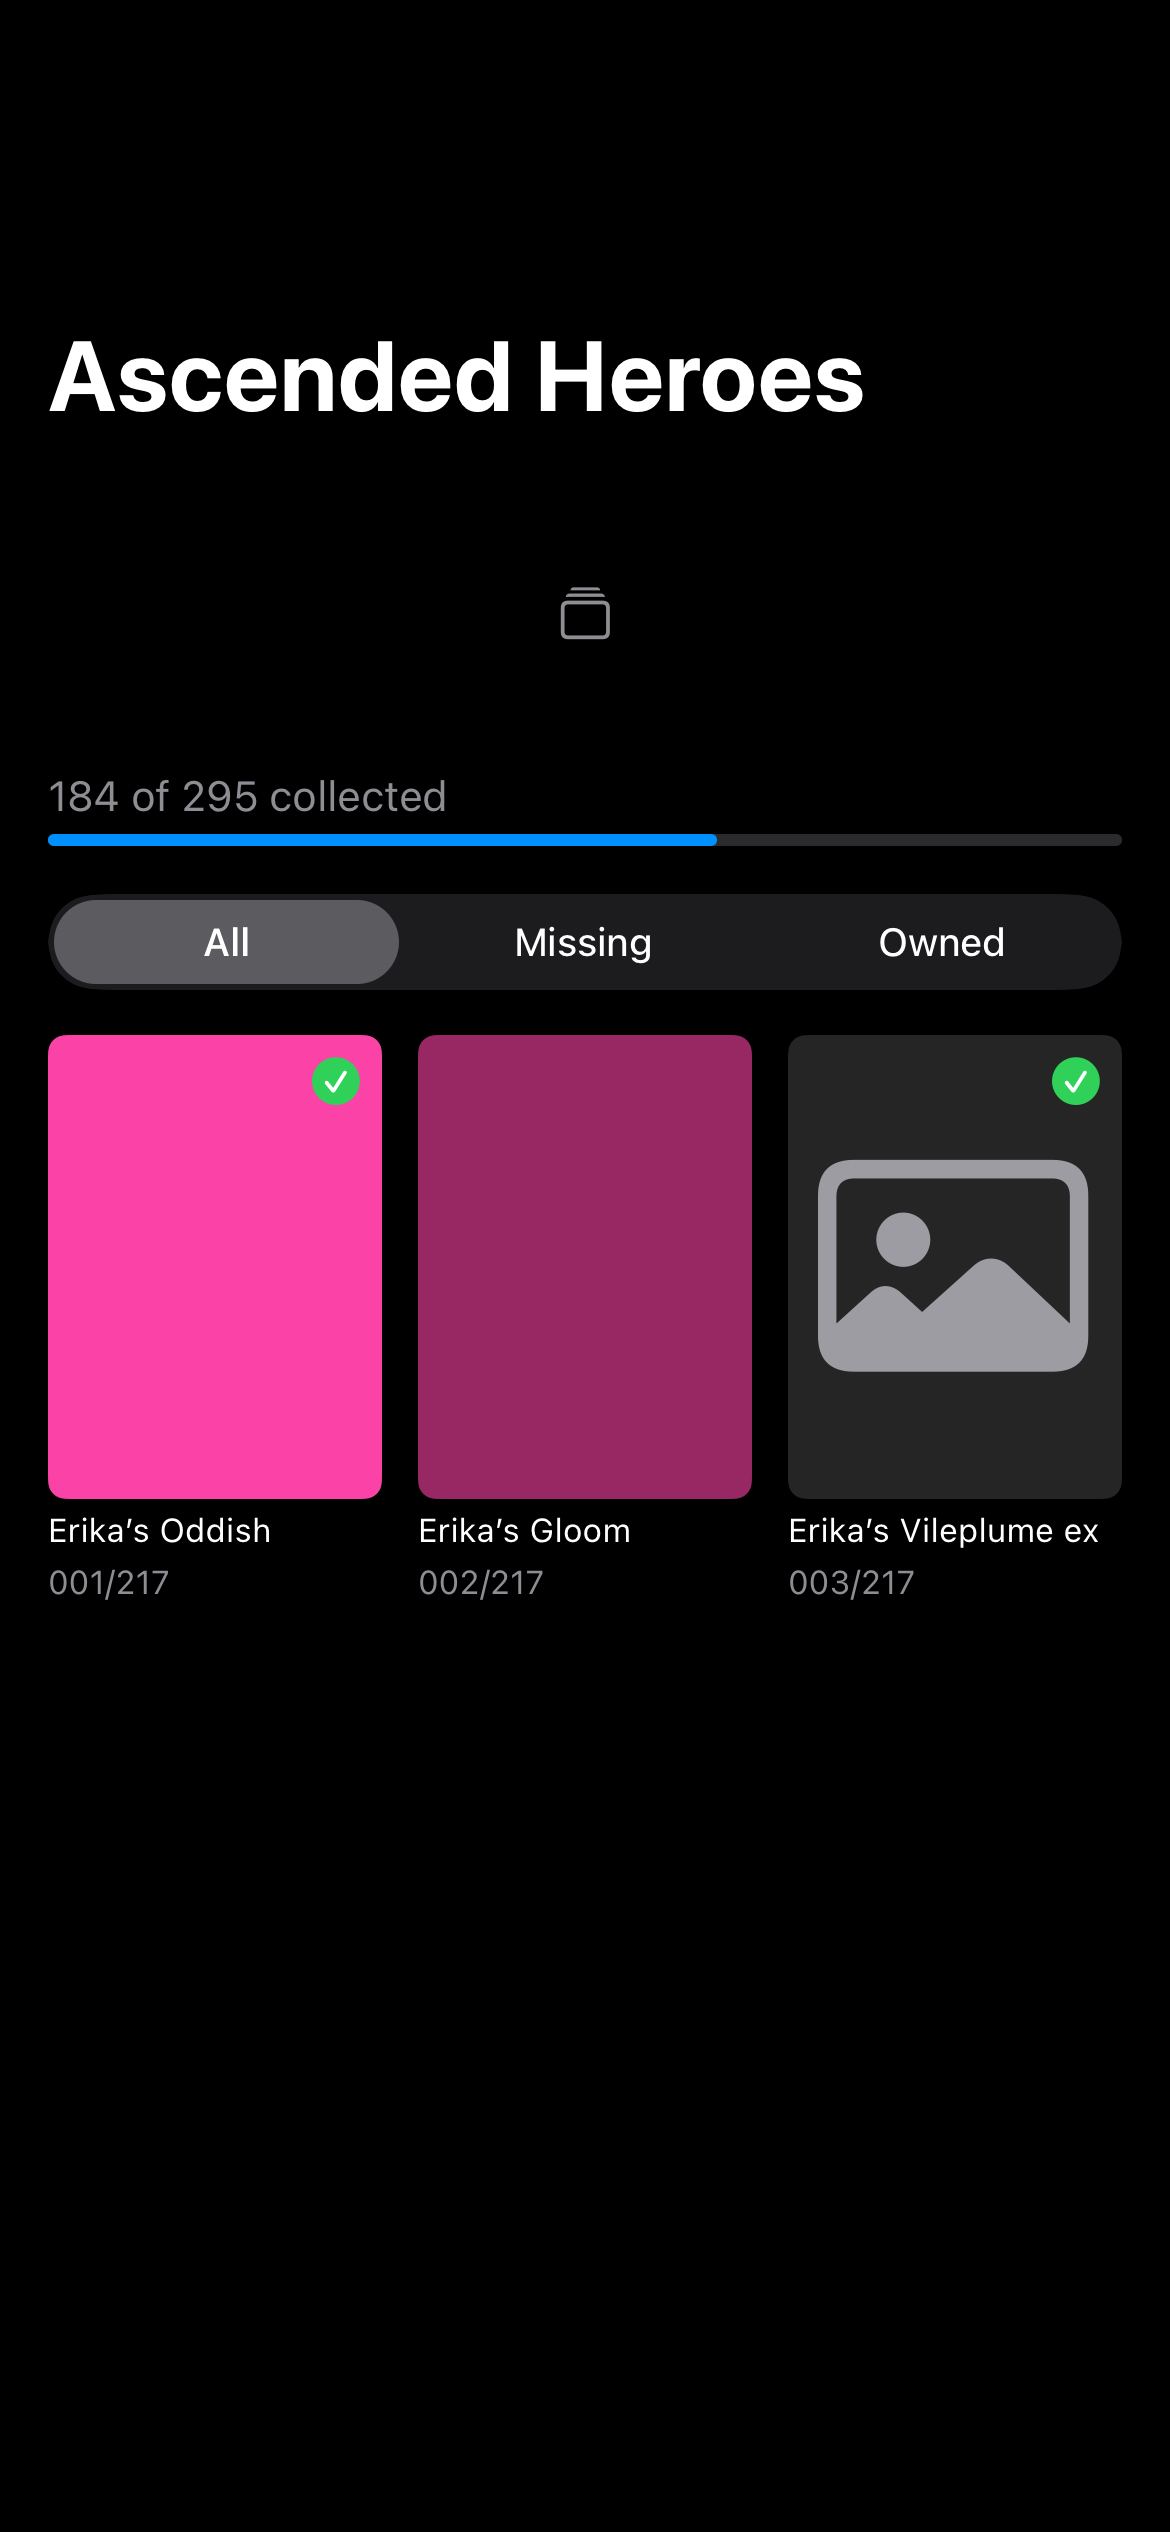 Ascended Heroes
184 of 295 collected
All
Missing
Owned
Erika’s Oddish
001/217
Erika’s Gloom
002/217
Erika’s Vileplume ex
003/217